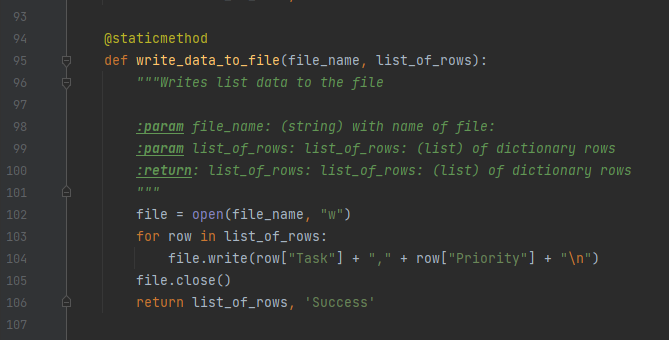 93
94 @staticmethod
95 def write_data_to_file(file_name, list_of_rows):
96 """Writes list data to the file
97
98 :param file_name: (string) with name of file:
99 :param list_of_rows: list_of_rows: (list) of dictionary rows
100 :return: list_of_rows: list_of_rows: (list) of dictionary rows
101 """
102 file = open(file_name, "w")
103 for row in list_of_rows:
104 file.write(row["Task"] + "," + row["Priority"] + "\n")
105 file.close()
106 return list_of_rows, 'Success'
107